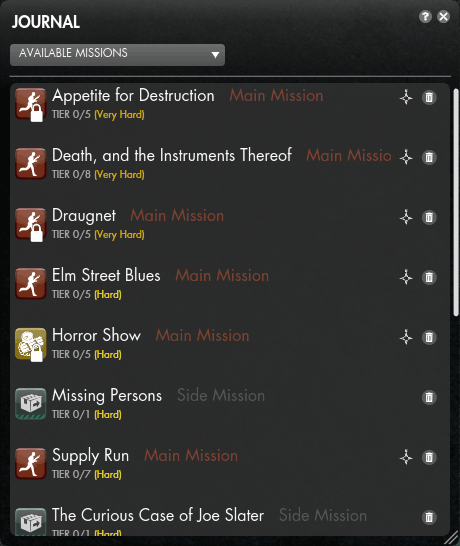 JOURNAL
AVAILABLE MISSIONS
Appetite for Destruction Main Mission
TIER 0/5 (Very Hard)
Death, and the Instruments Thereof Main Missio
TIER 0/8 (Very Hard)
Draugnet Main Mission
TIER 0/5 (Very Hard)
Elm Street Blues Main Mission
TIER 0/5 (Hard)
Horror Show Main Mission
TIER 0/5 (Hard)
Missing Persons Side Mission
TIER 0/1 (Hard)
Supply Run Main Mission
TIER 0/7 (Hard)
The Curious Case of Joe Slater Side Mission
TIER 0/1 (Hard)